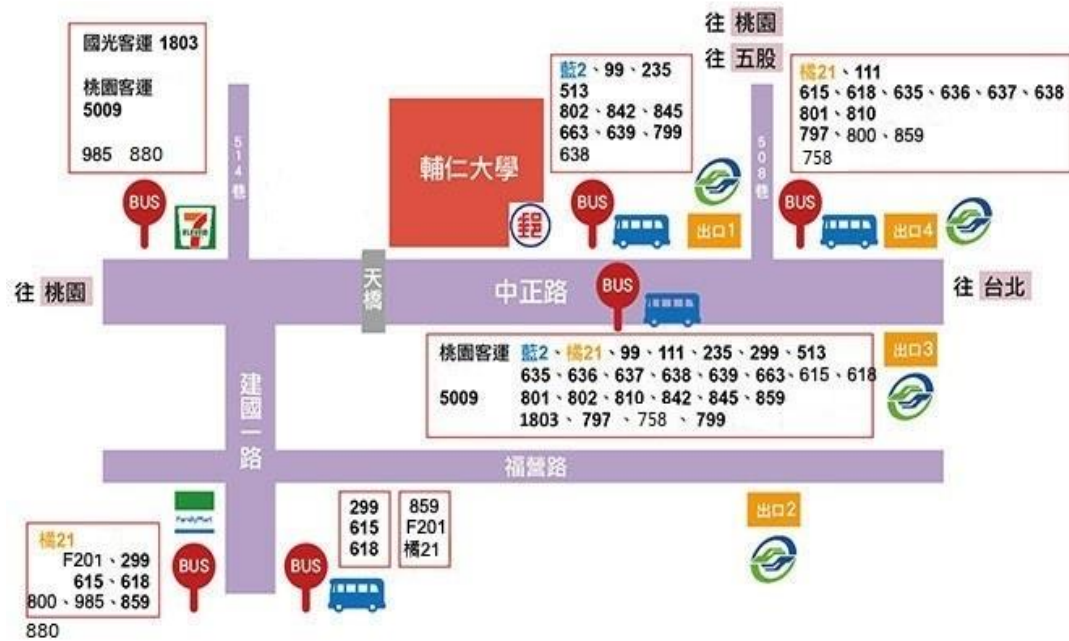 往 桃園
往 五股
國光客運 1803
桃園客運
5009
985 880
藍2、99、235
513
802、842、845
663、639、799
638
橘21、111
615、618、635、636、637、638
801、810
797、800、859
758
514巷
輔仁大學
508巷
BUS
7
ELEVEn
郵
BUS
出口1
BUS
出口4
往 桃園
天橋
中正路
BUS
往 台北
桃園客運 藍2、橘21、99、111、235、299、513
635、636、637、638、639、663、615、618
5009 801、802、810、842、845、859
1803、797、758、799
出口3
建國一路
福營路
FamilyMart
橘21
F201、299
615、618
800、985、859
880
BUS
BUS
299
615
618
859
F201
橘21
出口2